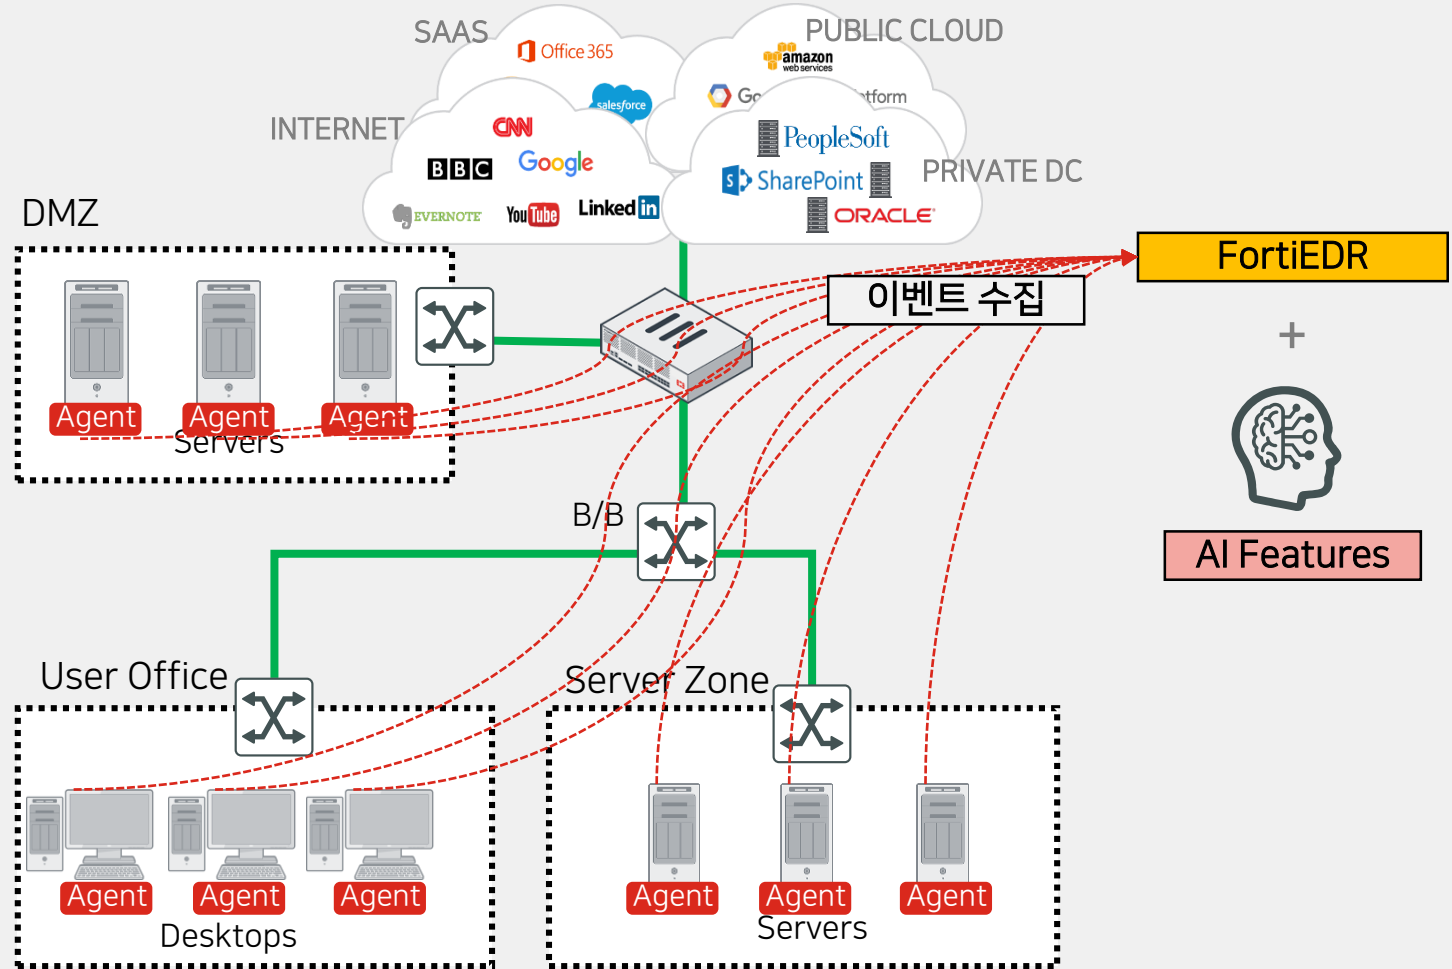 SAAS
Office 365
PUBLIC CLOUD
amazon
web services
salesforce
Go
tform
INTERNET
CNN
BBC
Google
EVERNOTE
YouTube
LinkedIn
PeopleSoft
SharePoint
ORACLE
PRIVATE DC
DMZ
Agent
Agent
Agent
Servers
이벤트 수집
FortiEDR
+
AI Features
B/B
User Office
Agent
Agent
Agent
Desktops
Server Zone
Agent
Agent
Agent
Servers